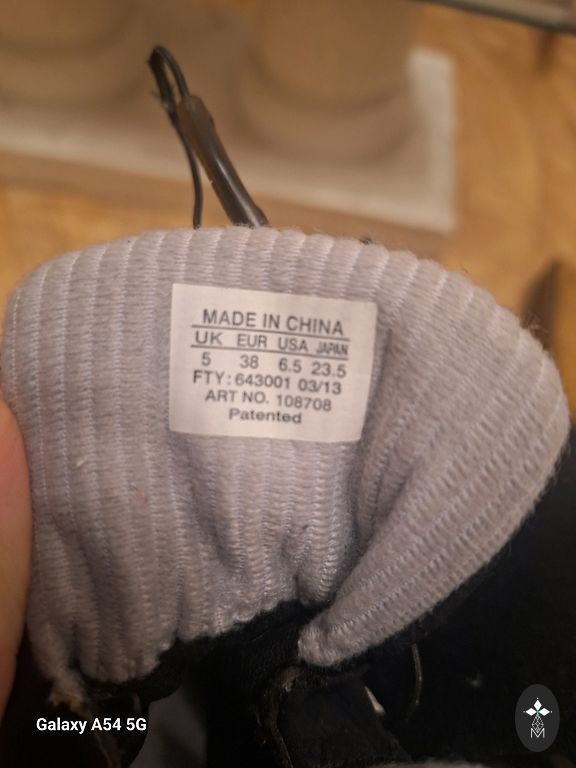 MADE IN CHINA
UK EUR USA JAPAN
5 38 6.5 23.5
FTY: 643001 03/13
ART NO. 108708
Patented
Galaxy A54 5G